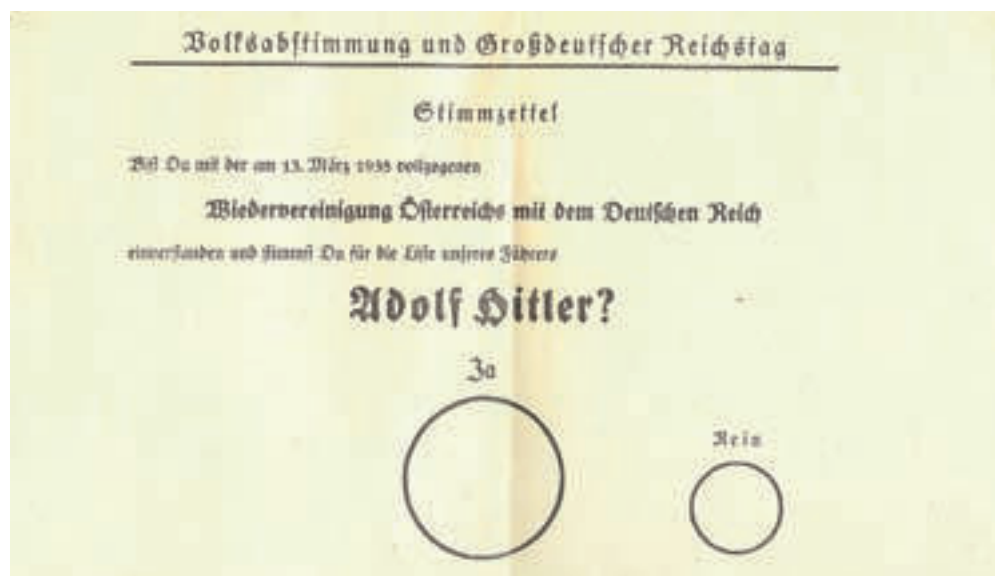 Volksabstimmung und Großdeutscher Reichstag
Stimmzettel
Bist Du mit der am 13. März 1938 vollzogenen
Wiedervereinigung Österreichs mit dem Deutschen Reich
einverstanden und stimmst Du für die Liste unseres Führers
Adolf Hitler?
Ja
Nein